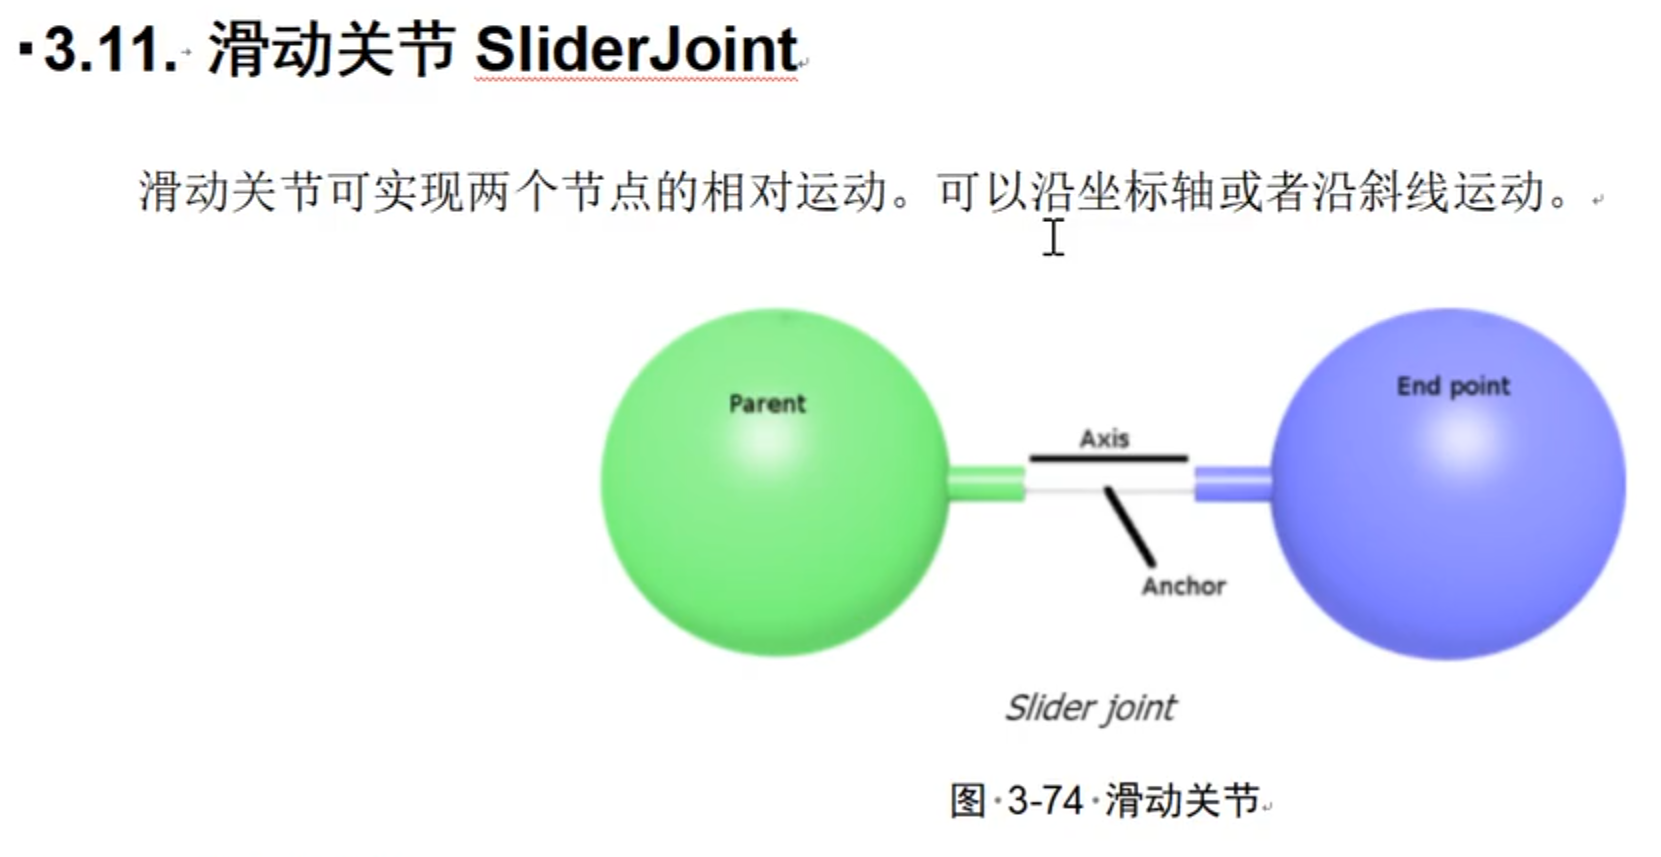 3.11. 滑动关节 SliderJoint
滑动关节可实现两个节点的相对运动。可以沿坐标轴或者沿斜线运动。
Parent
End point
Axis
Anchor
Slider joint
图 3-74 滑动关节